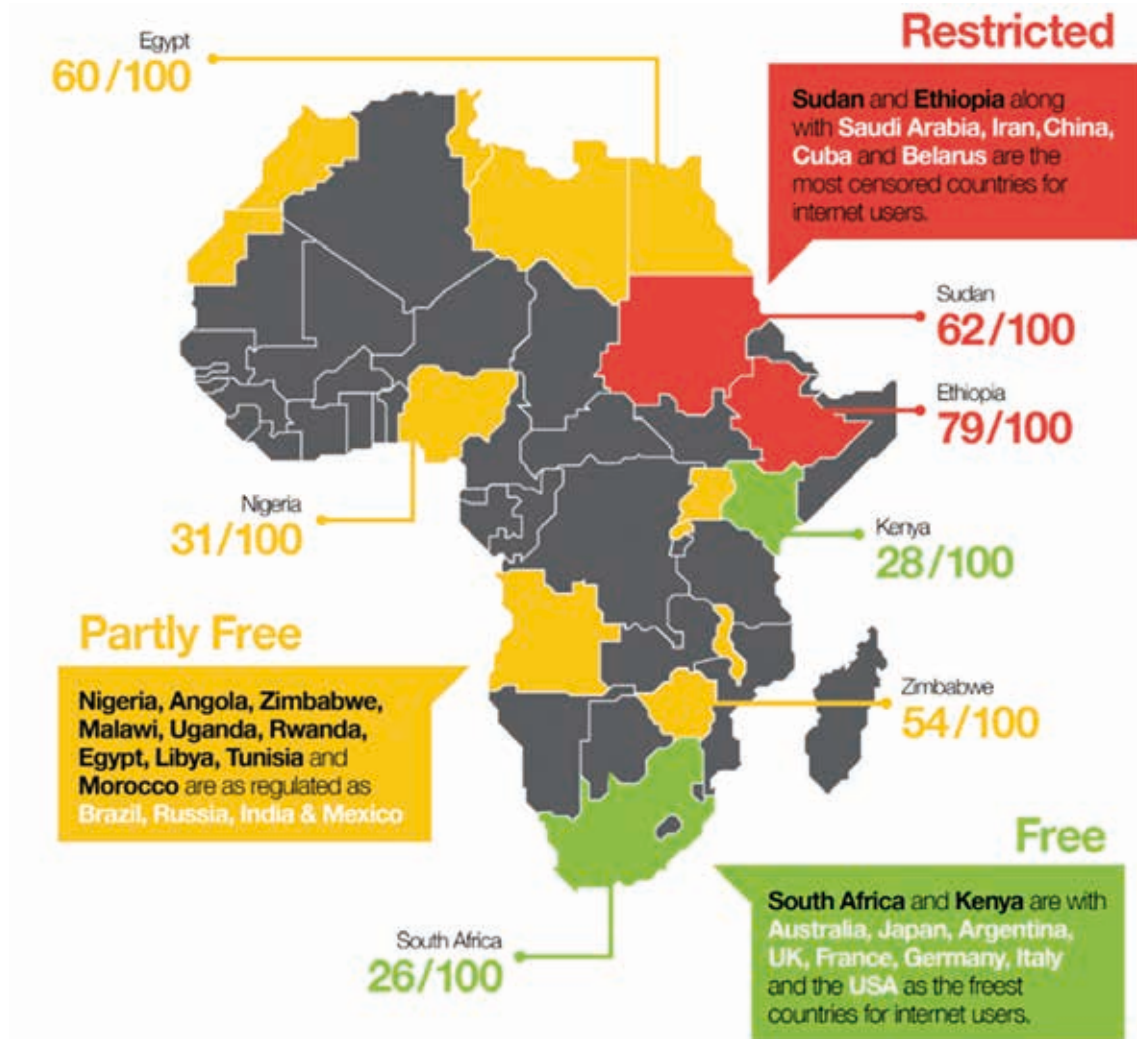 Egypt
60/100
Restricted
Sudan and Ethiopia along
with Saudi Arabia, Iran, China,
Cuba and Belarus are the
most censored countries for
internet users.
Sudan
62/100
Ethiopia
79/100
Nigeria
31/100
Kenya
28/100
Partly Free
Nigeria, Angola, Zimbabwe,
Malawi, Uganda, Rwanda,
Egypt, Libya, Tunisia and
Morocco are as regulated as
Brazil, Russia, India & Mexico
Zimbabwe
54/100
Free
South Africa and Kenya are with
Australia, Japan, Argentina,
UK, France, Germany, Italy
and the USA as the freest
countries for internet users.
South Africa
26/100